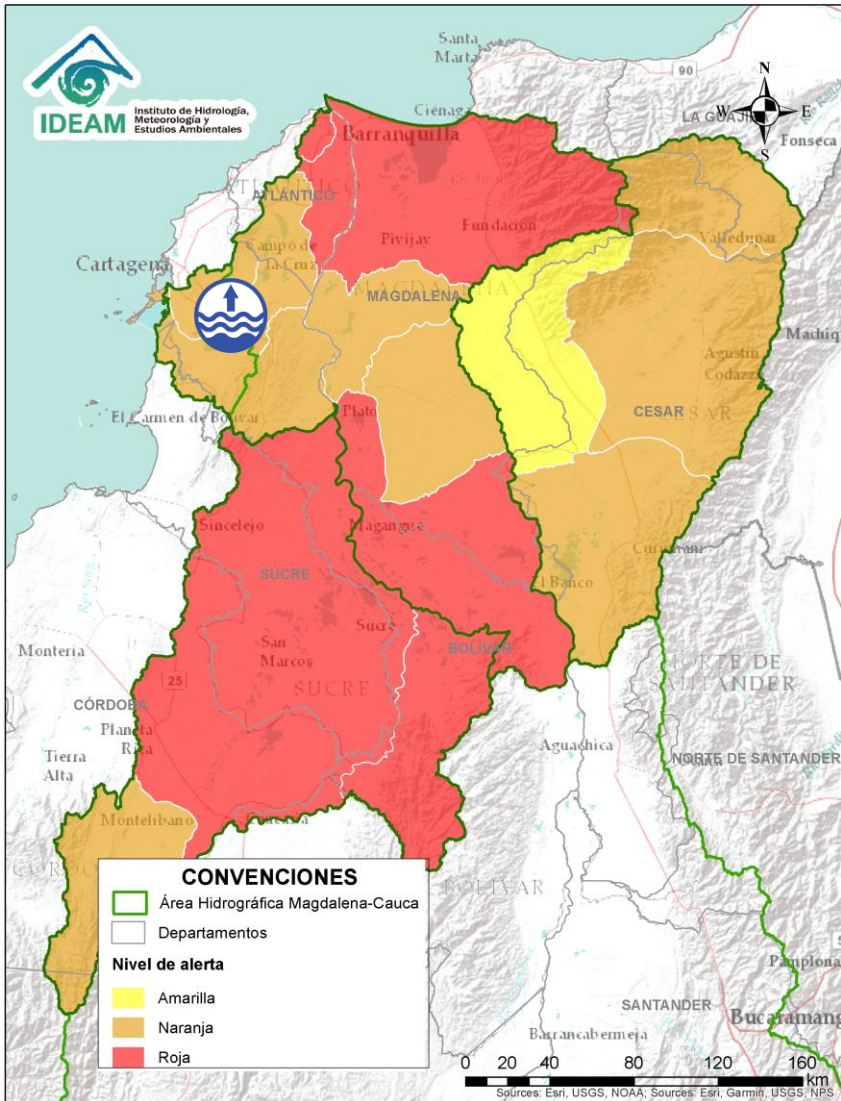 IDEAM
Instituto de Hidrología,
Meteorología y
Estudios Ambientales
Santa
Marta
90
N
W
E
S
LA GUAJI
Ciénaga
Fonseca
Barranquilla
ATLÁNTICO
Fundación
Pivijay
Valledupar
Campo de
la Cruz
Cartagena
MAGDALENA
Machiq
Agustín
Codazzi
El Carmen de Bolívar
Plato
CESAR
Sincelejo
Magangué
SUCRE
El Banco
Sucre
San
Marcos
BOLÍVAR
Montería
SUCRE
NORTE DE
SANTANDER
25
CÓRDOBA
Planeta
Rica
Aguachica
Tierra
Alta
NORTE DE SANTANDER
Montelíbano
BOLÍVAR
CONVENCIONES
Área Hidrográfica Magdalena-Cauca
Departamentos
Nivel de alerta
Amarilla
Naranja
Roja
Pamplona
SANTANDER
Bucaramang
Barrancabermeja
0 20 40 80 120 160
km
Sources: Esri, USGS, NOAA; Sources: Esri, Garmin, USGS, NPS